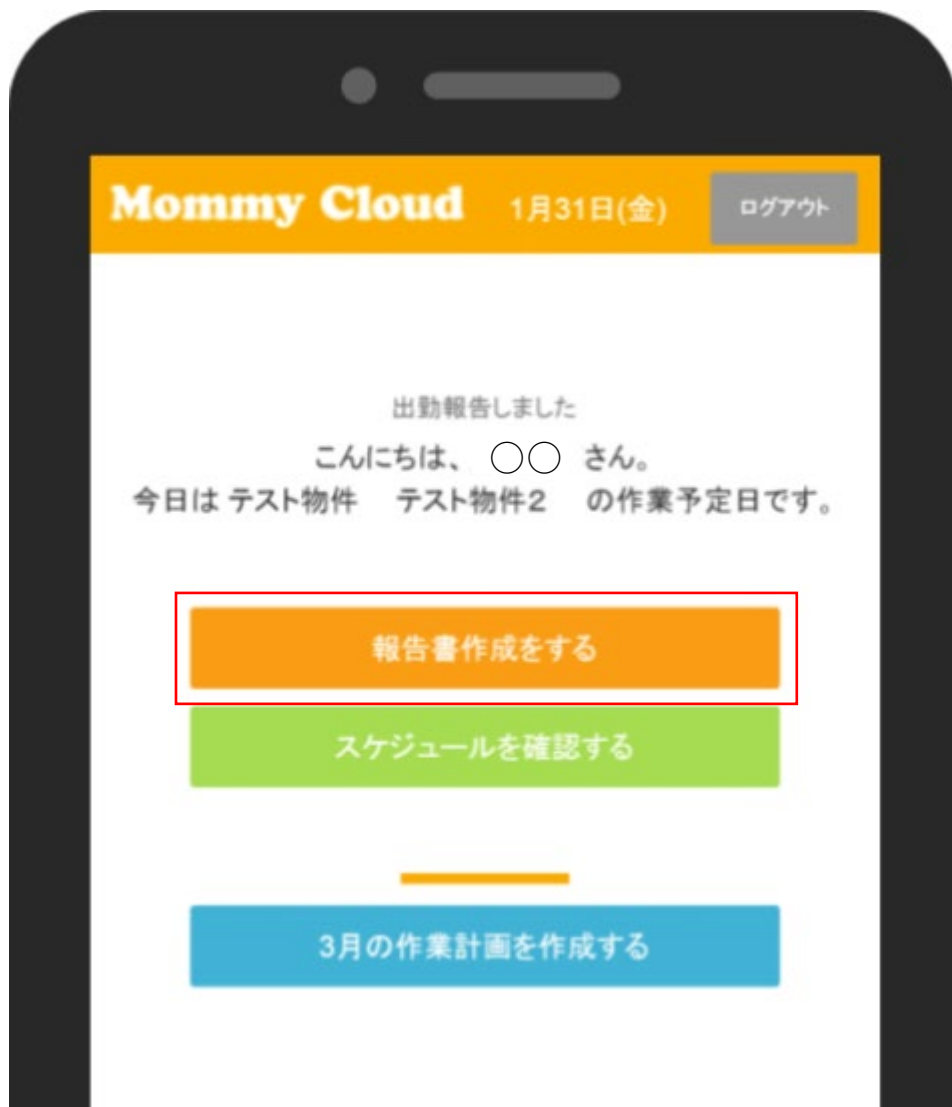 Mommy Cloud 1月31日(金) ログアウト
出勤報告しました
こんにちは、 ○○ さん。
今日は テスト物件 テスト物件2 の作業予定日です。
報告書作成をする
スケジュールを確認する
3月の作業計画を作成する